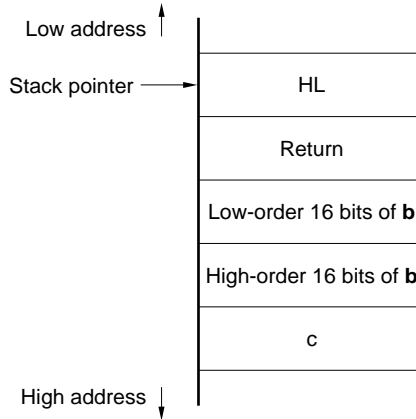 Low address
Stack pointer
HL
Return
Low-order 16 bits of b
High-order 16 bits of b
c
High address